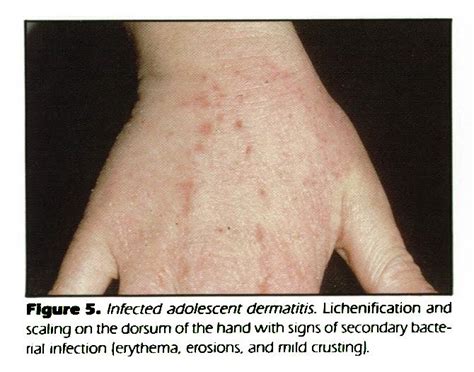 Figure 5. Infected adolescent dermatitis. Lichenification and
scaling on the dorsum of the hand with signs of secondary bacte-
rial infection (erythema, erosions, and mild crusting).